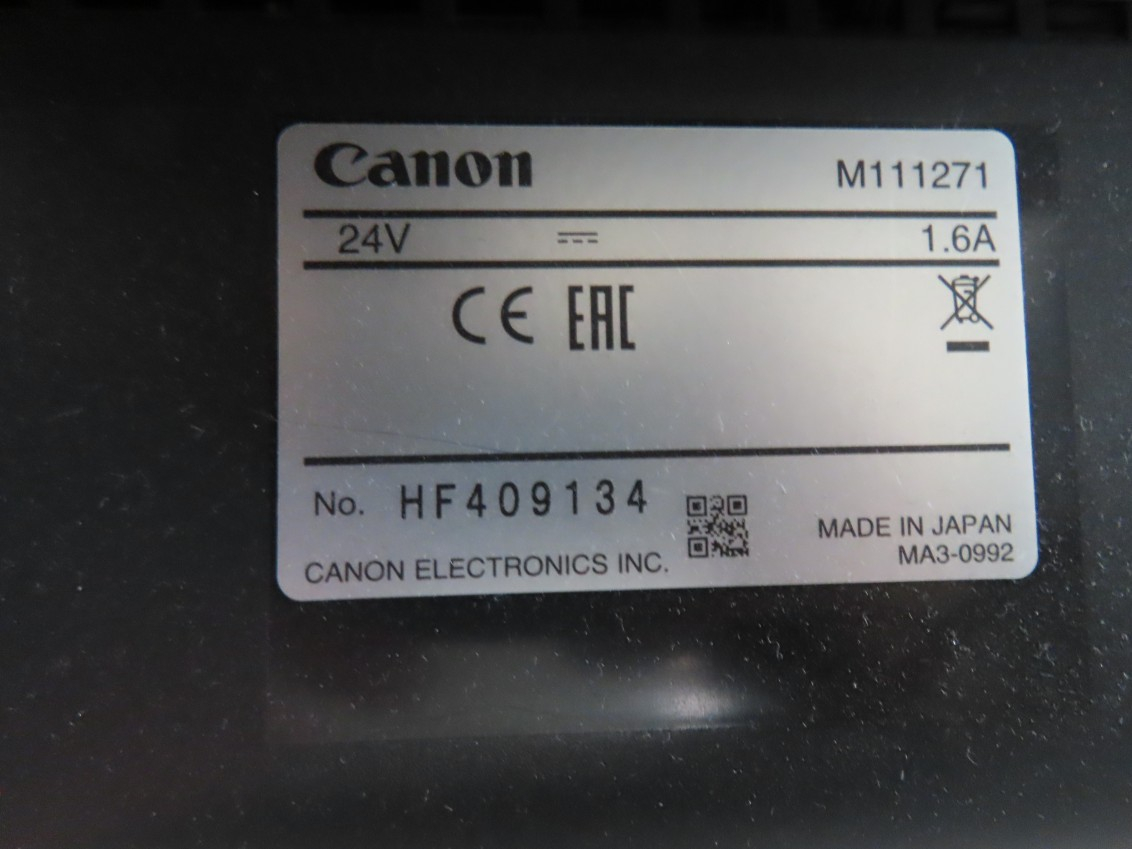 Canon M111271
24V 1.6A
CE EAC
No. HF409134
CANON ELECTRONICS INC.
MADE IN JAPAN
MA3-0992